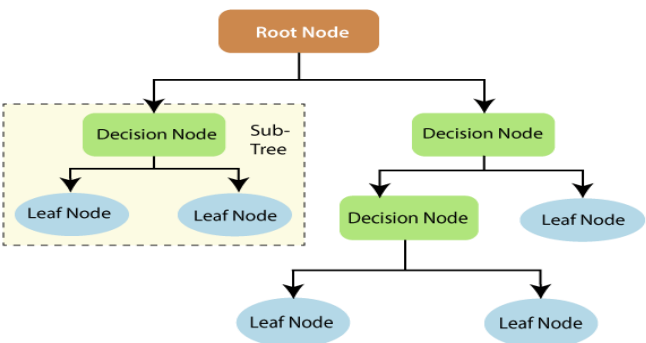 Root Node
Decision Node
Sub-
Tree
Decision Node
Leaf Node
Leaf Node
Decision Node
Leaf Node
Leaf Node
Leaf Node